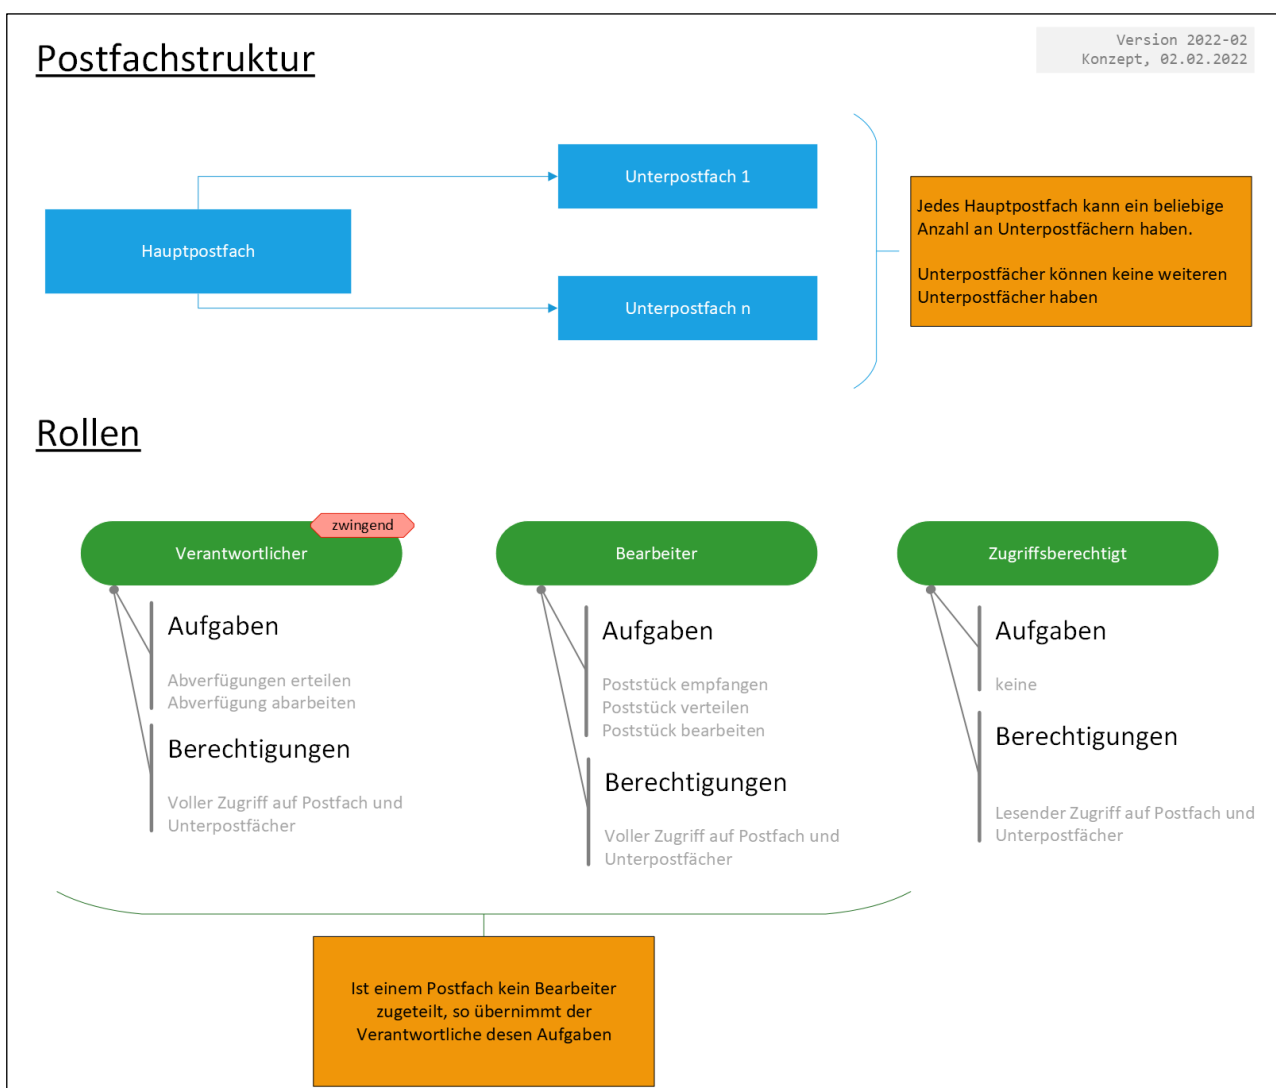 Postfachstruktur
Version 2022-02
Konzept, 02.02.2022
Hauptpostfach
Unterpostfach 1
Unterpostfach n
Jedes Hauptpostfach kann ein beliebige
Anzahl an Unterpostfächern haben.
Unterpostfächer können keine weiteren
Unterpostfächer haben
Rollen
zwingend
Verantwortlicher
Aufgaben
Abverfügungen erteilen
Abverfügung abarbeiten
Berechtigungen
Voller Zugriff auf Postfach und
Unterpostfächer
Bearbeiter
Aufgaben
Poststück empfangen
Poststück verteilen
Poststück bearbeiten
Berechtigungen
Voller Zugriff auf Postfach und
Unterpostfächer
Zugriffsberechtigt
Aufgaben
keine
Berechtigungen
Lesender Zugriff auf Postfach und
Unterpostfächer
Ist einem Postfach kein Bearbeiter
zugeteilt, so übernimmt der
Verantwortliche desen Aufgaben